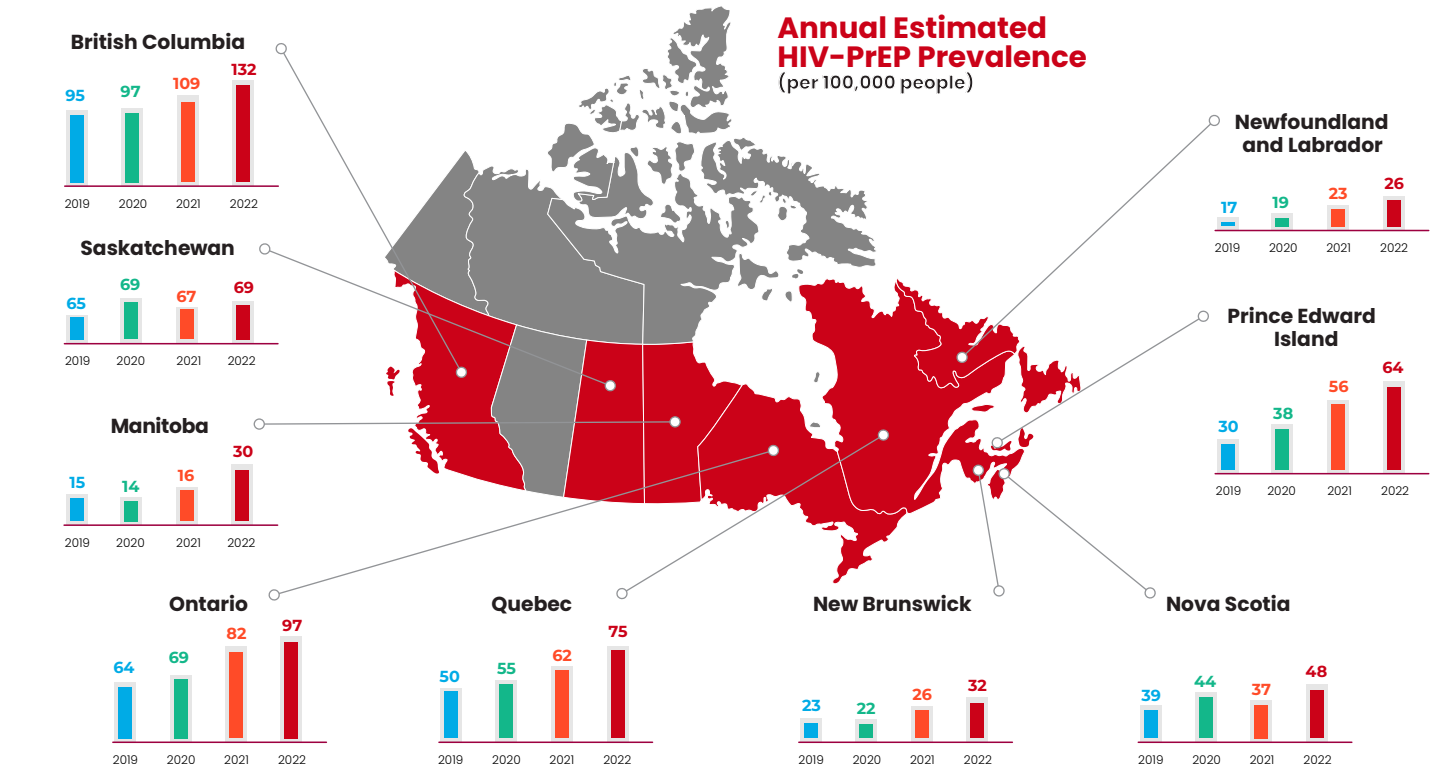 Annual Estimated
HIV-PrEP Prevalence
(per 100,000 people)
British Columbia
95 97 109 132
2019 2020 2021 2022
Saskatchewan
65 69 67 69
2019 2020 2021 2022
Manitoba
15 14 16 30
2019 2020 2021 2022
Ontario
64 69 82 97
2019 2020 2021 2022
Quebec
50 55 62 75
2019 2020 2021 2022
New Brunswick
23 22 26 32
2019 2020 2021 2022
Nova Scotia
39 44 37 48
2019 2020 2021 2022
Newfoundland
and Labrador
17 19 23 26
2019 2020 2021 2022
Prince Edward
Island
30 38 56 64
2019 2020 2021 2022